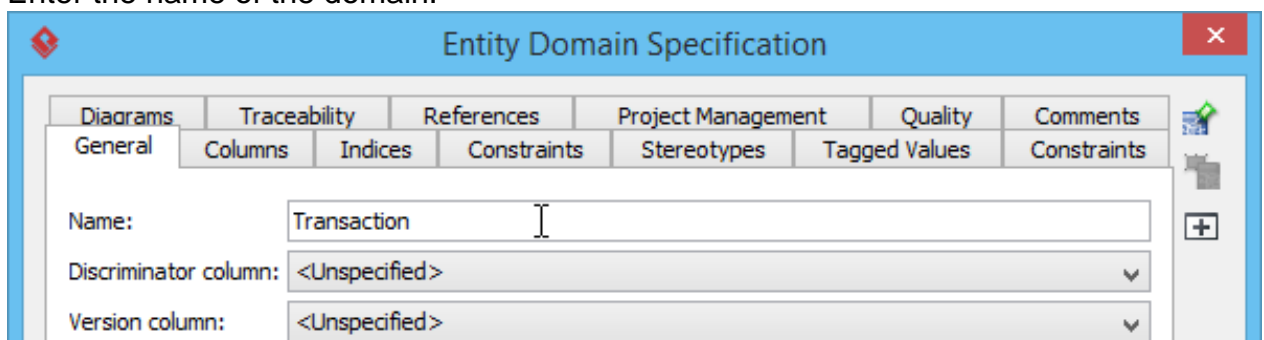 Enter the name of the domain.
Entity Domain Specification
Diagrams Traceability References Project Management Quality Comments
General Columns Indices Constraints Stereotypes Tagged Values Constraints
Name: Transaction
Discriminator column: <Unspecified>
Version column: <Unspecified>